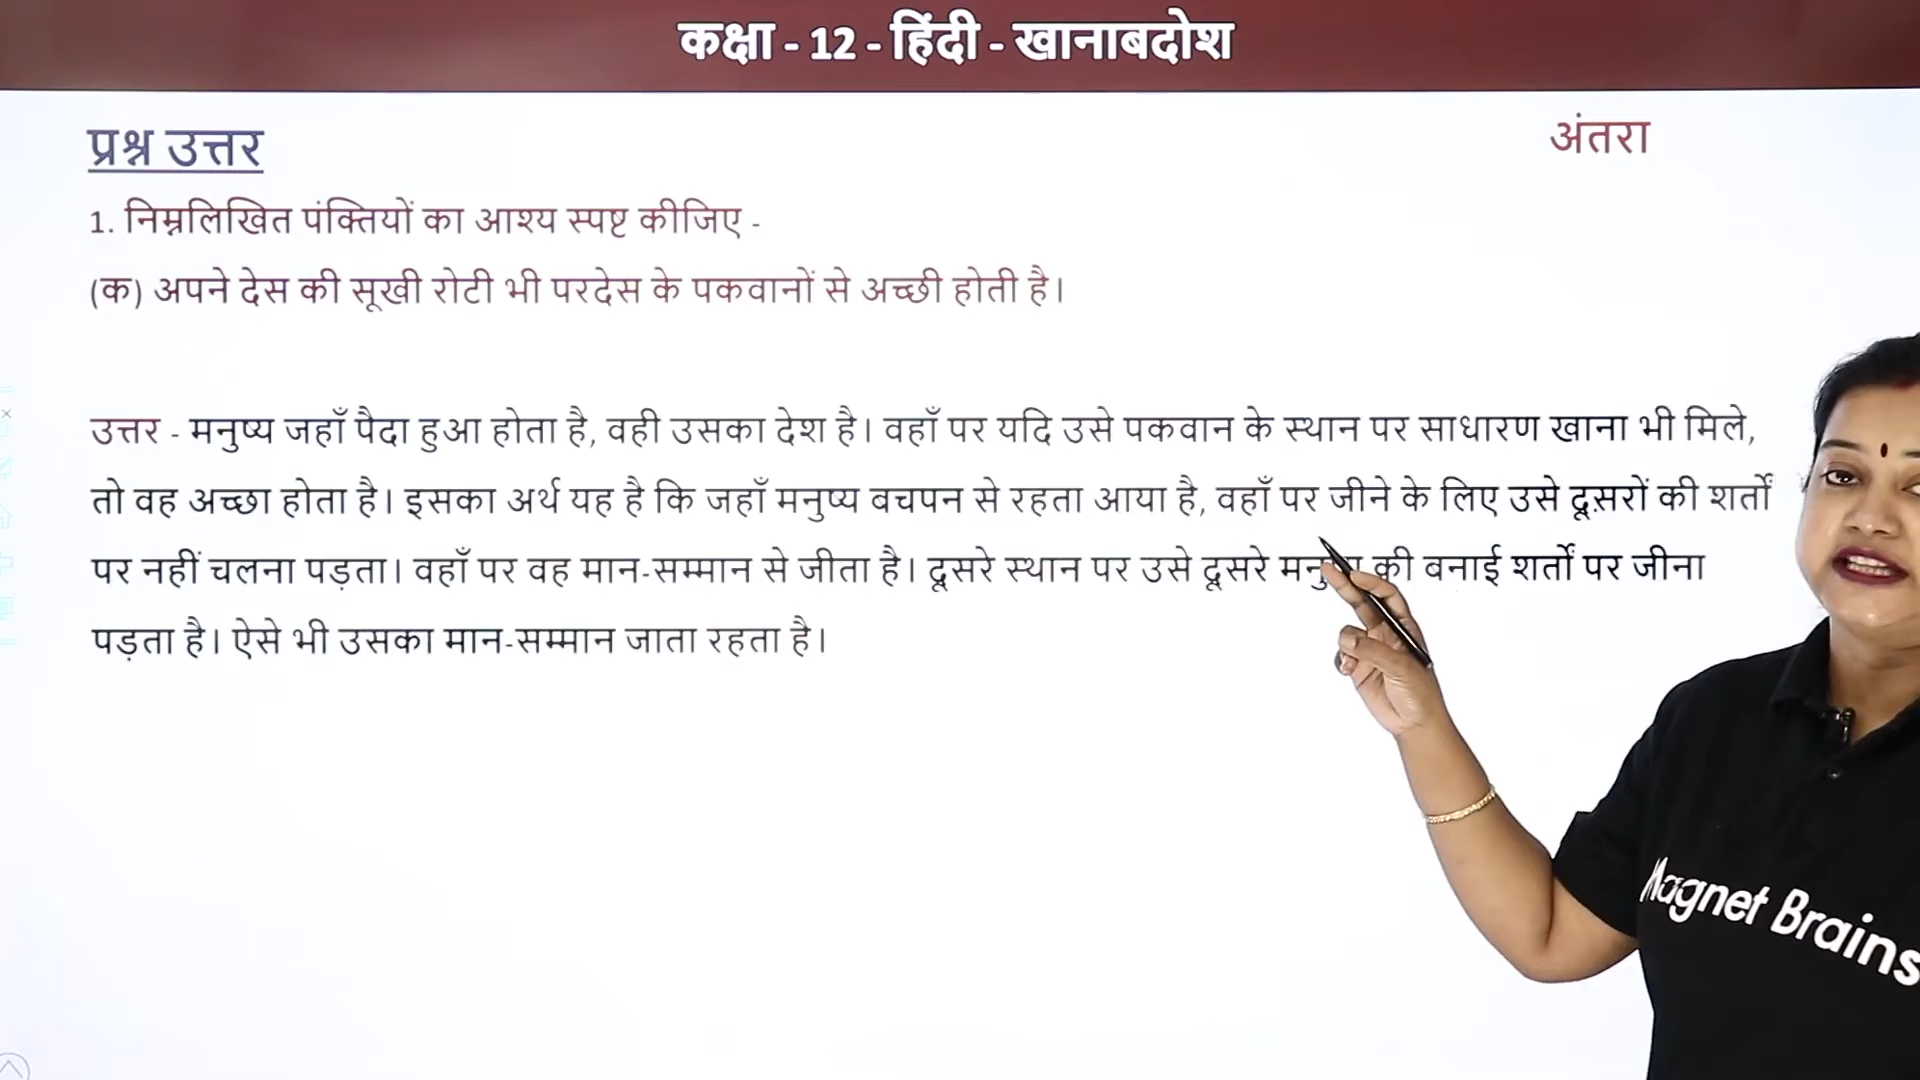 कक्षा - 12 - हिंदी - खानाबदोश
प्रश्न उत्तर
अंतरा
1. निम्नलिखित पंक्तियों का आश्य स्पष्ट कीजिए -
(क) अपने देस की सूखी रोटी भी परदेस के पकवानों से अच्छी होती है।
उत्तर - मनुष्य जहाँ पैदा हुआ होता है, वही उसका देश है। वहाँ पर यदि उसे पकवान के स्थान पर साधारण खाना भी मिले,
तो वह अच्छा होता है। इसका अर्थ यह है कि जहाँ मनुष्य बचपन से रहता आया है, वहाँ पर जीने के लिए उसे दूसरों की शर्तों
पर नहीं चलना पड़ता। वहाँ पर वह मान-सम्मान से जीता है। दूसरे स्थान पर उसे दूसरे की बनाई शर्तों पर जीना
पड़ता है। ऐसे भी उसका मान-सम्मान जाता रहता है।
Magnet Brains